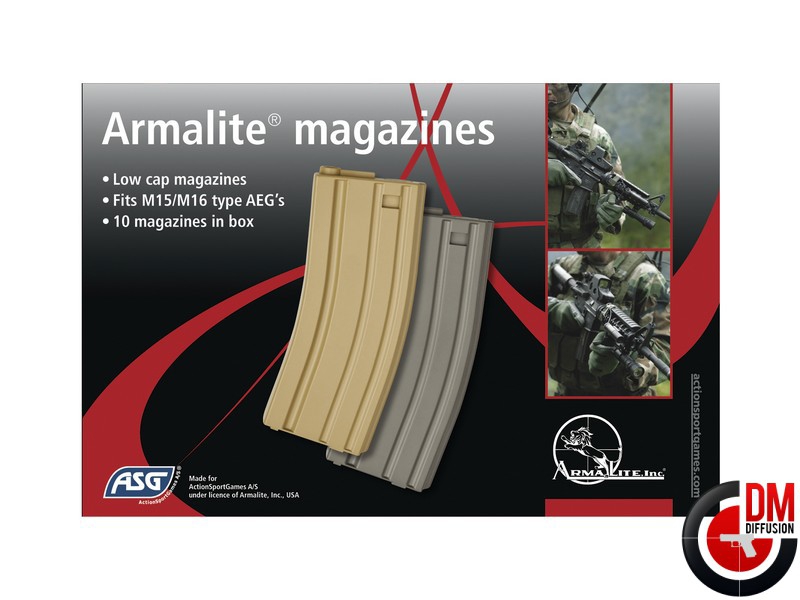 Armalite® magazines
• Low cap magazines
• Fits M15/M16 type AEG's
• 10 magazines in box
actionsportgames.com
ARMALITE.Inc®
ASG®
ActionSportGames A/S
Made for
ActionSportGames A/S
under licence of Armalite, Inc., USA
DM
DIFFUSION